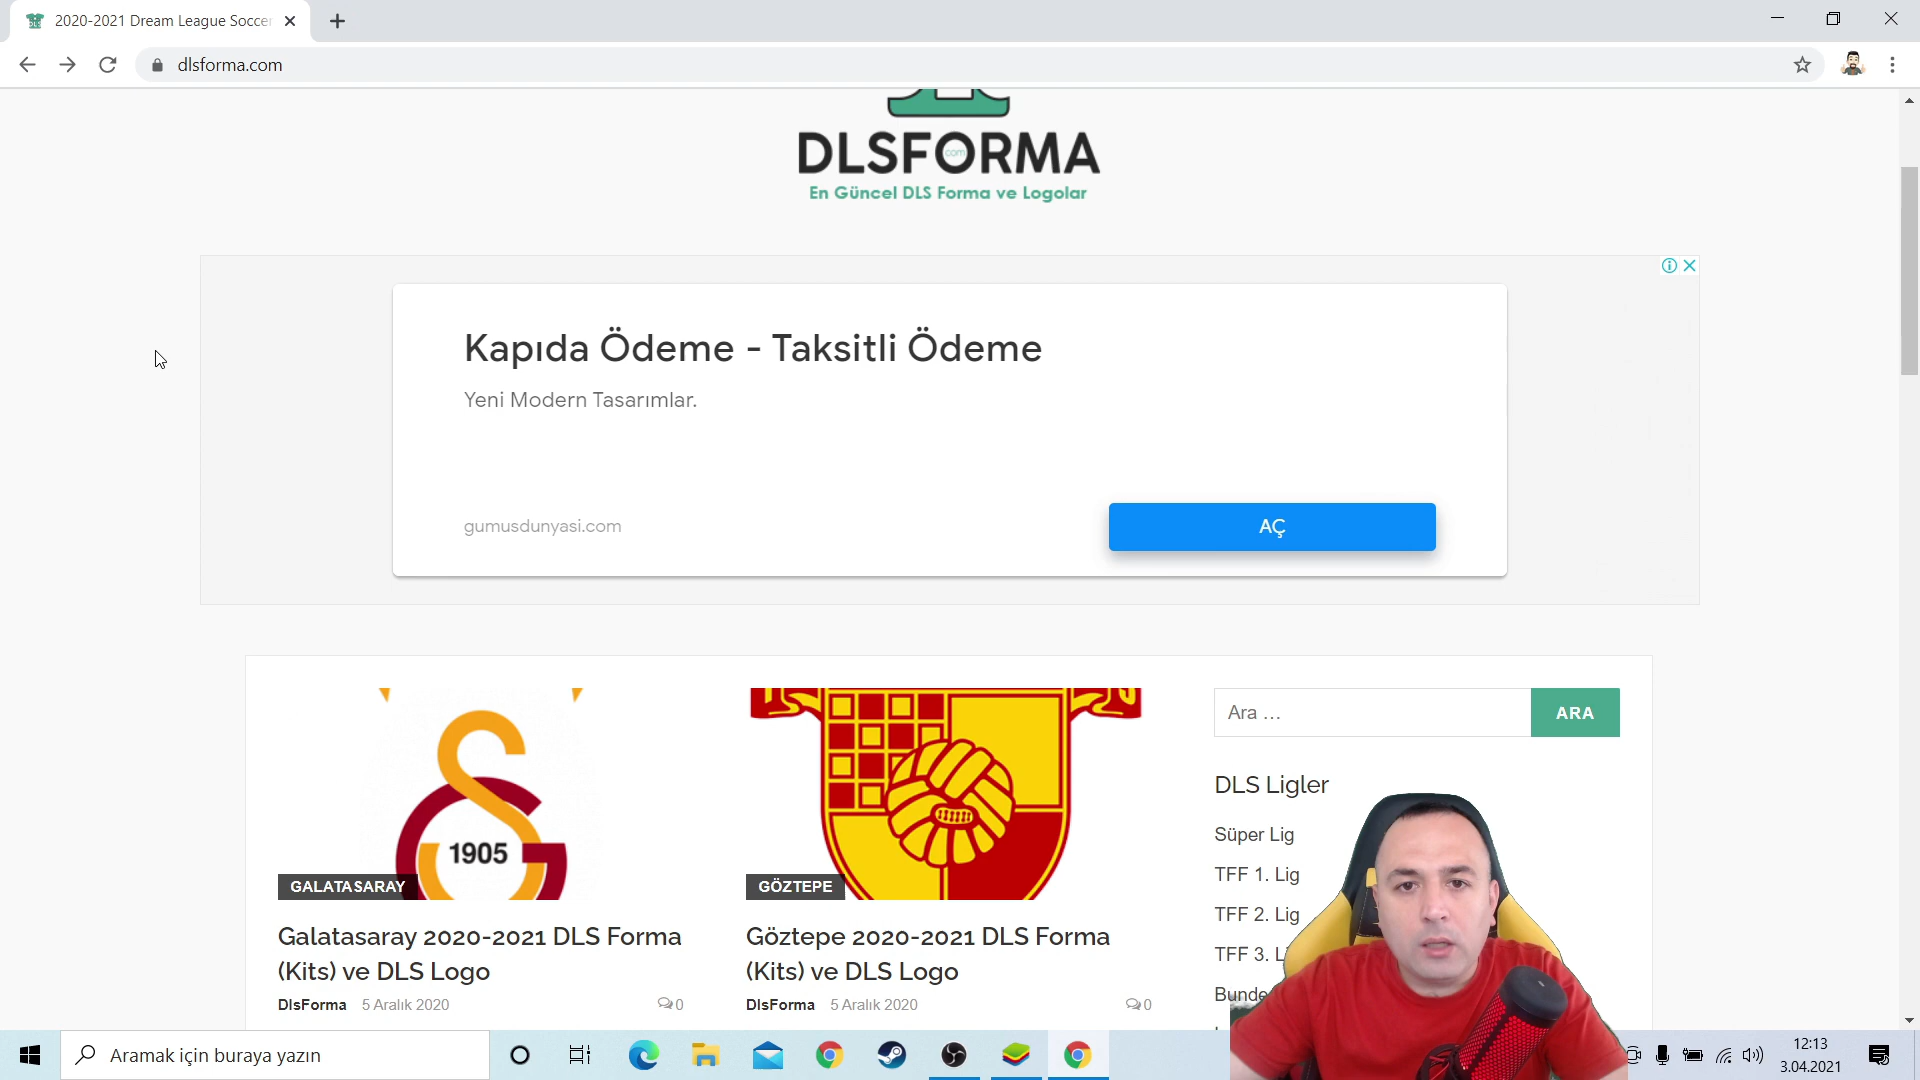 2020-2021 Dream League Soccer
dlsforma.com
DLSFORMA
com
En Güncel DLS Forma ve Logolar
Kapıda Ödeme - Taksitli Ödeme
Yeni Modern Tasarımlar.
gumusdunyasi.com
AÇ
1905
GALATASARAY
GÖZTEPE
Galatasaray 2020-2021 DLS Forma
(Kits) ve DLS Logo
DlsForma 5 Aralık 2020 0
Göztepe 2020-2021 DLS Forma
(Kits) ve DLS Logo
DlsForma 5 Aralık 2020 0
Ara ...
ARA
DLS Ligler
Süper Lig
TFF 1. Lig
TFF 2. Lig
TFF 3. L
Bunde
Aramak için buraya yazın
12:13
3.04.2021